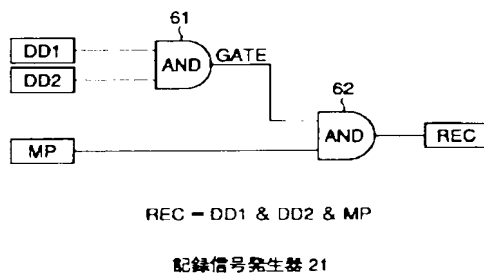 61
DD1
DD2
AND
GATE
62
MP
AND
REC
REC = DD1 & DD2 & MP
記録信号発生器 21